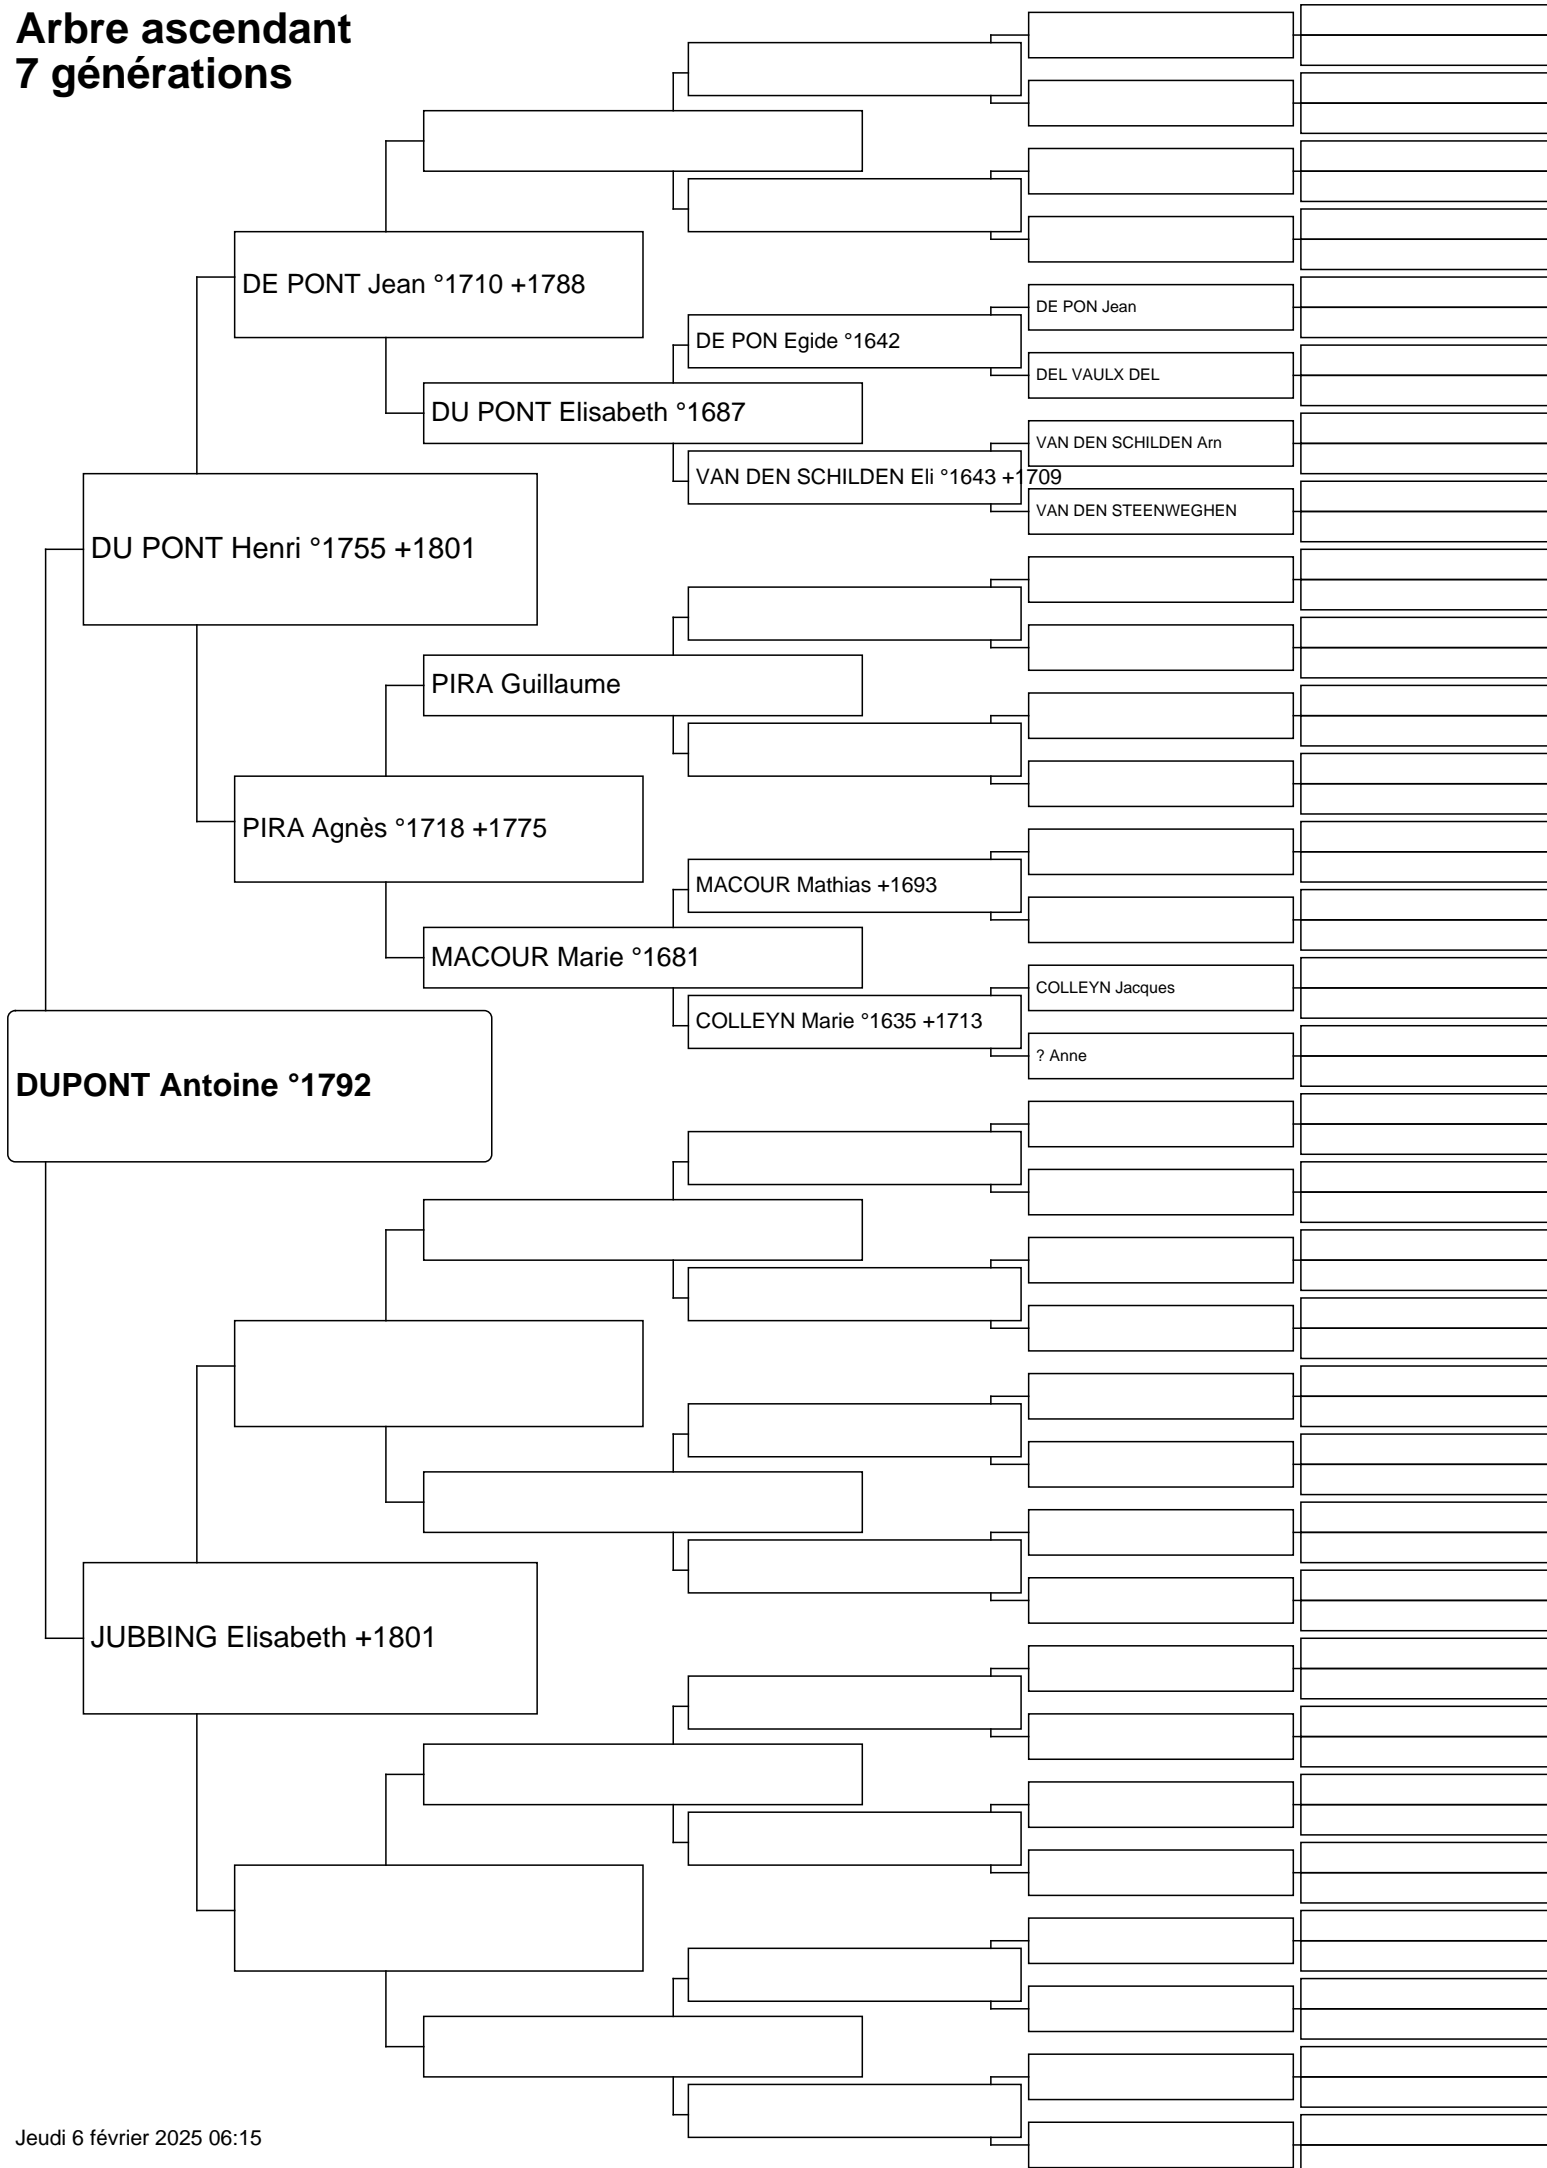 Arbre ascendant
7 générations
DE PONT Jean °1710 +1788
DE PON Jean
DE PON Egide °1642
DEL VAULX DEL
DU PONT Elisabeth °1687
VAN DEN SCHILDEN Arn
VAN DEN SCHILDEN Eli °1643 +1709
VAN DEN STEENWEGHEN
DU PONT Henri °1755 +1801
PIRA Guillaume
PIRA Agnès °1718 +1775
MACOUR Mathias +1693
MACOUR Marie °1681
COLLEYN Jacques
COLLEYN Marie °1635 +1713
? Anne
DUPONT Antoine °1792
JUBBING Elisabeth +1801
Jeudi 6 février 2025 06:15